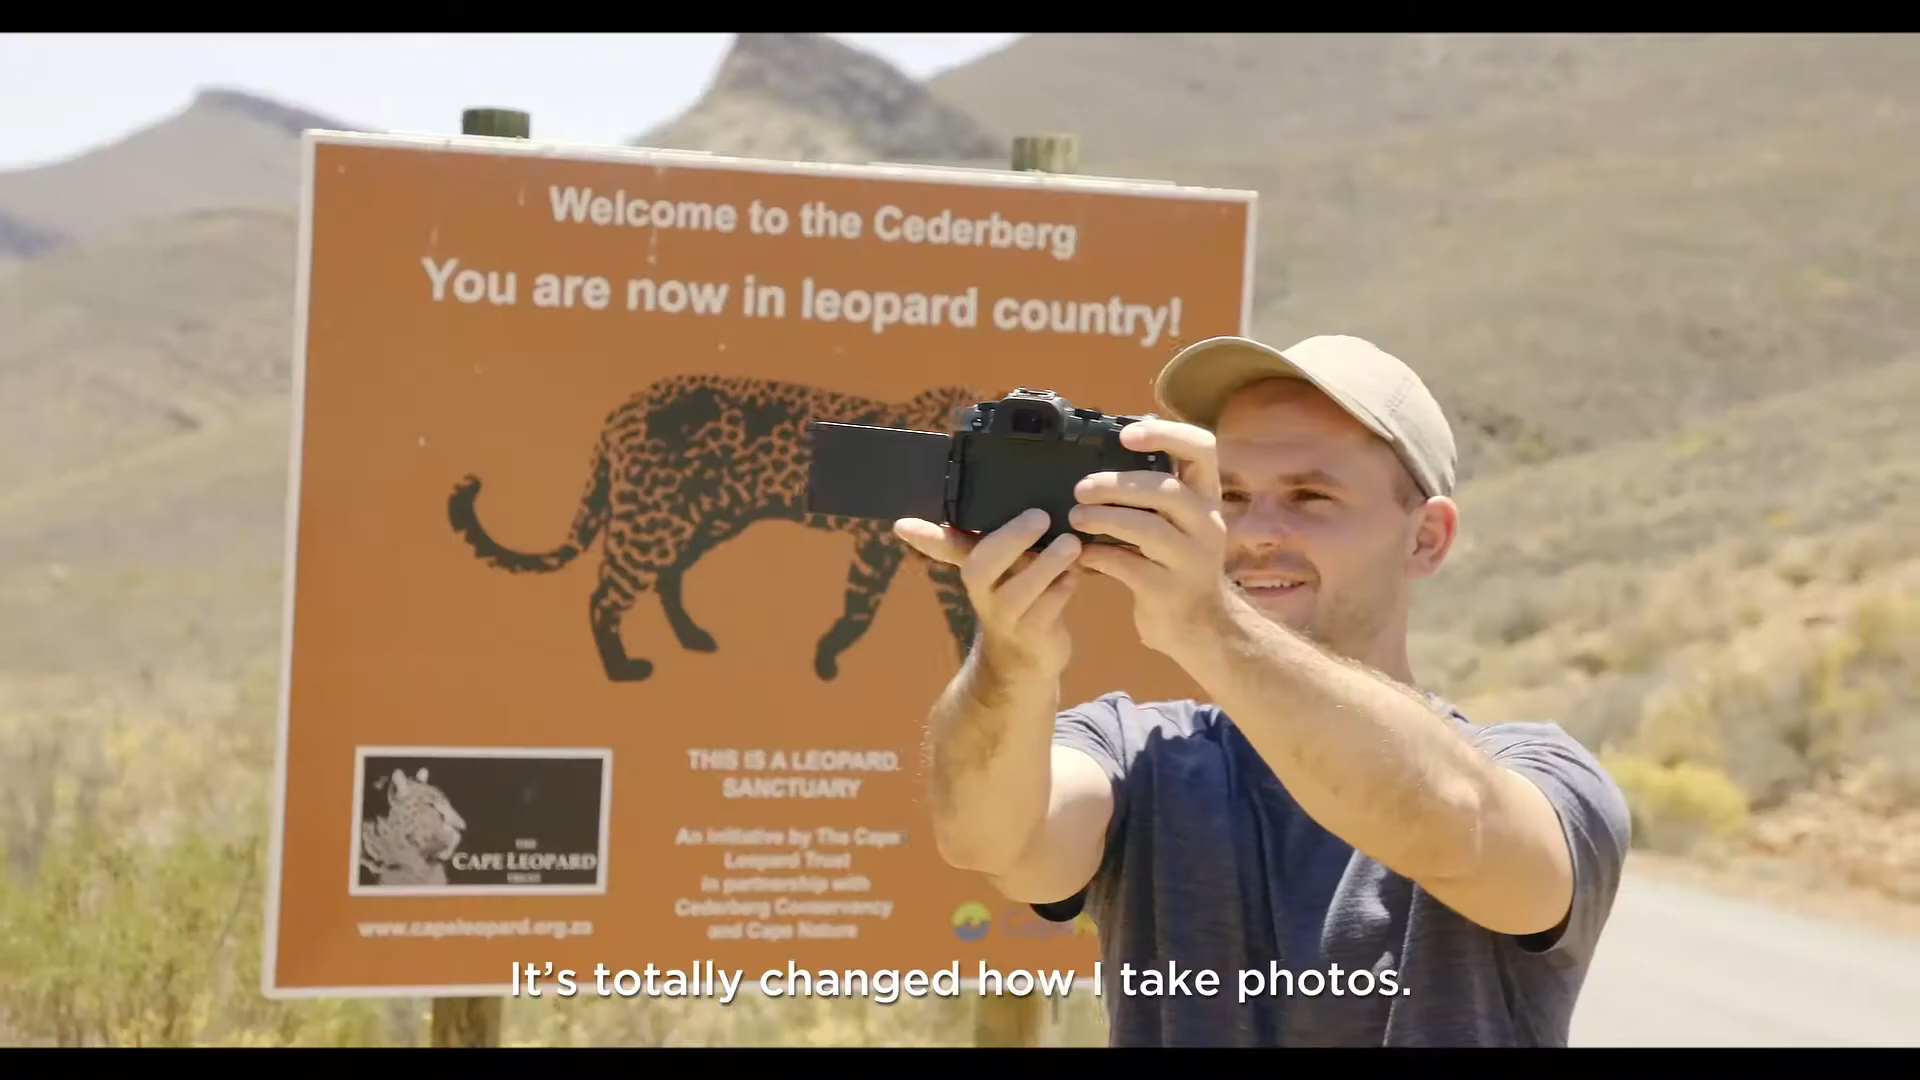 Welcome to the Cederberg
You are now in leopard country!
THIS IS A LEOPARD
SANCTUARY
An initiative by The Cape
Leopard Trust
in partnership with
Cederberg Conservancy
and Cape Nature
THE
CAPE LEOPARD
TRUST
www.capeleopard.org.za
It's totally changed how I take photos.